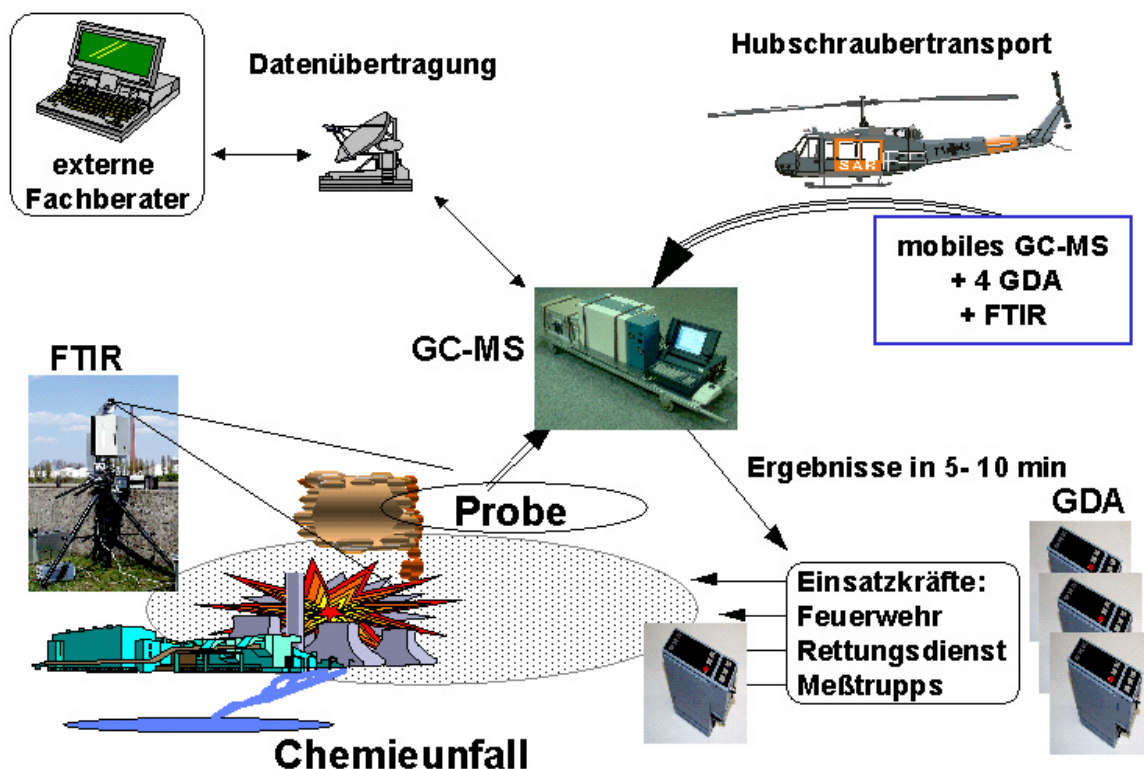 Hubschraubertransport
Datenübertragung
externe
Fachberater
SAR
mobiles GC-MS
+ 4 GDA
+ FTIR
GC-MS
FTIR
Ergebnisse in 5- 10 min
GDA
Probe
Einsatzkräfte:
Feuerwehr
Rettungsdienst
Meßtrupps
Chemieunfall